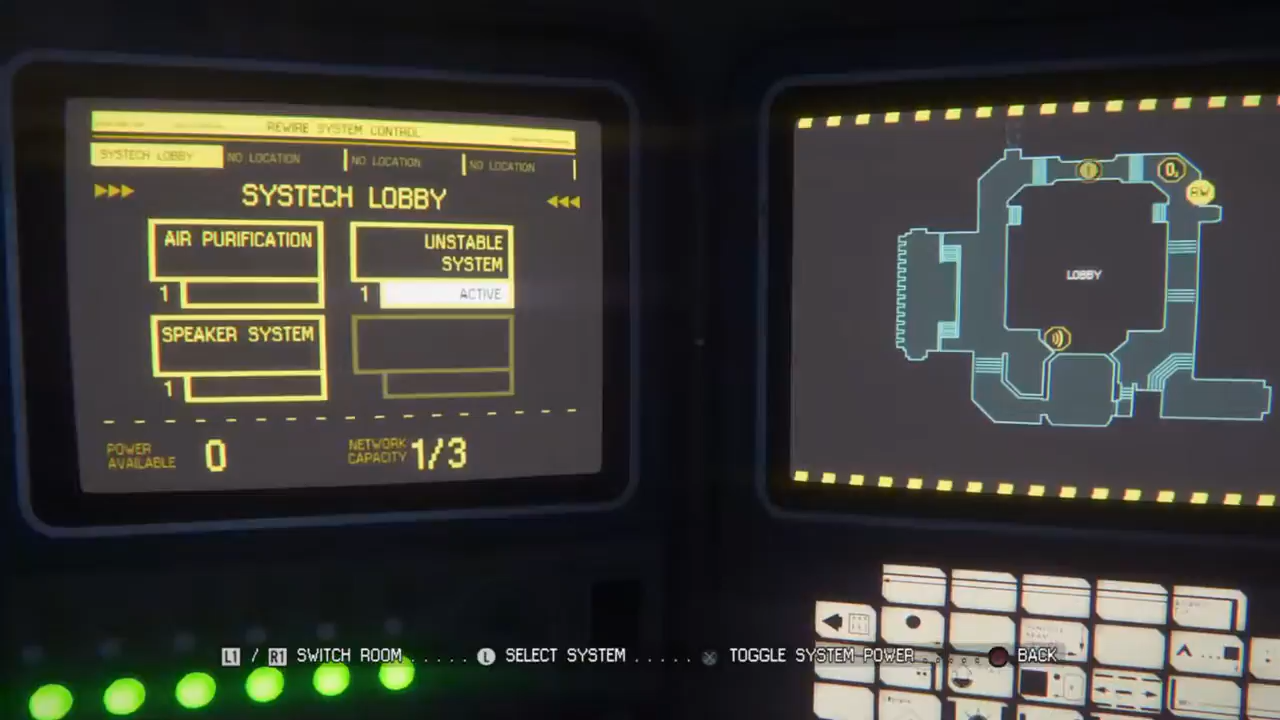 REWIRE SYSTEM CONTROL
SYSTECH LOBBY
NO LOCATION
NO LOCATION
NO LOCATION
SYSTECH LOBBY
AIR PURIFICATION
1
UNSTABLE
SYSTEM
1 ACTIVE
SPEAKER SYSTEM
1
POWER
AVAILABLE
0
NETWORK
CAPACITY
1/3
O₂
RW
LOBBY
L1 / R1 SWITCH ROOM ..... L SELECT SYSTEM ..... TOGGLE SYSTEM POWER ..... BACK